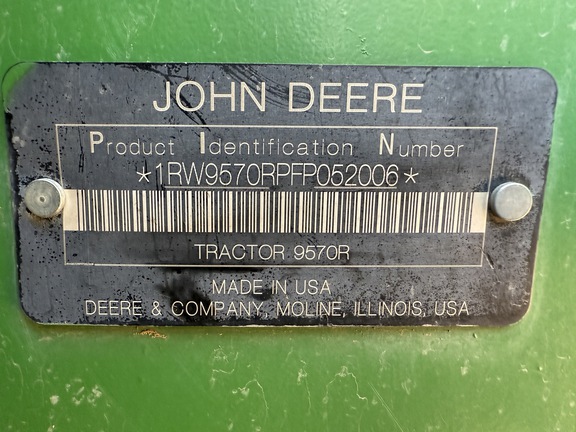 JOHN DEERE
Product Identification Number
*1RW9570RPFP052006*
TRACTOR 9570R
MADE IN USA
DEERE & COMPANY, MOLINE, ILLINOIS, USA